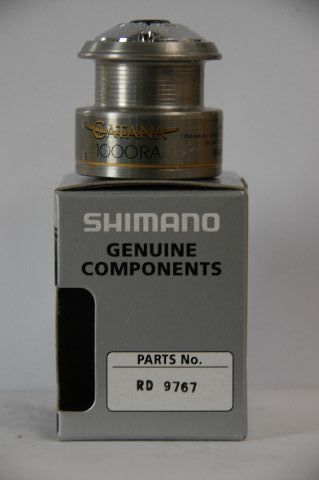 CATANA
1000RA
SHIMANO
GENUINE
COMPONENTS
PARTS No.
RD 9767